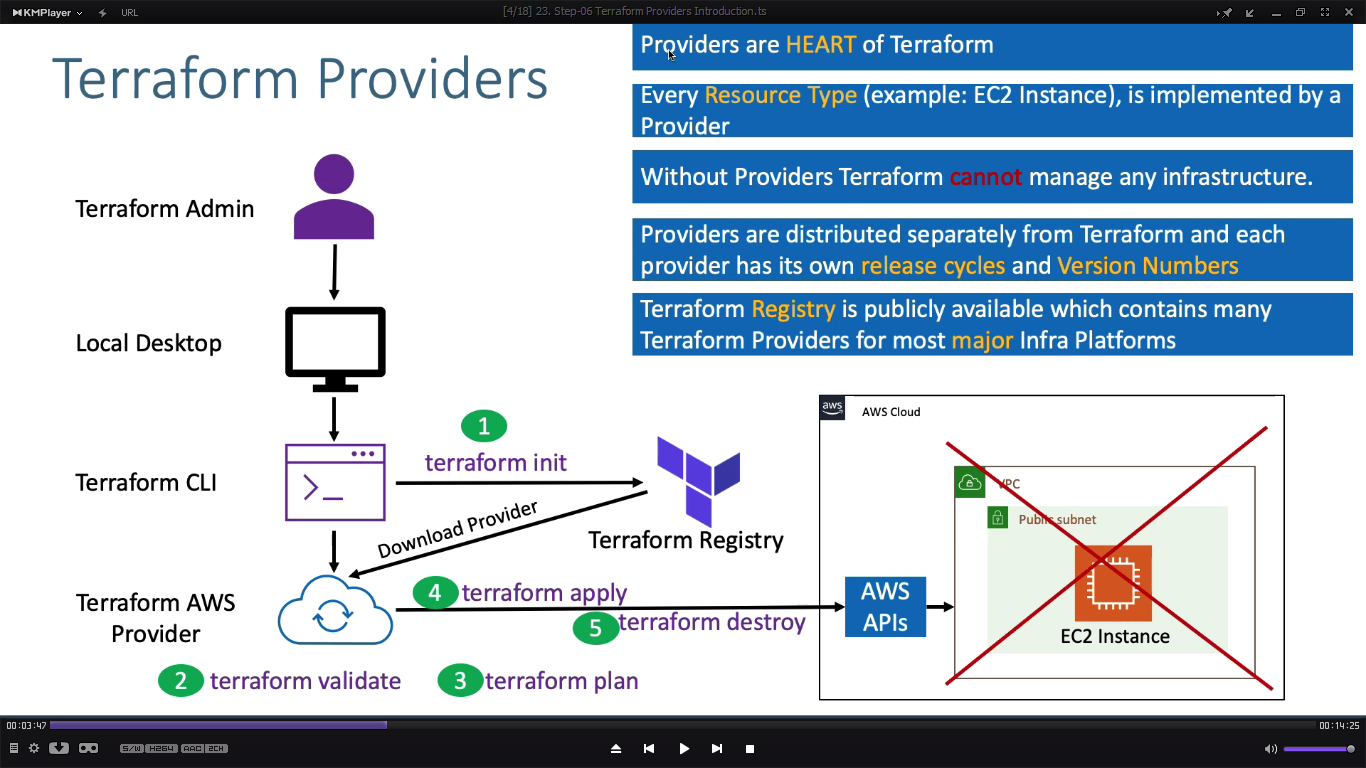 KMPlayer
URL
[4/18] 23. Step-06 Terraform Providers Introduction.ts
Terraform Providers
Providers are HEART of Terraform
Every Resource Type (example: EC2 Instance), is implemented by a
Provider
Without Providers Terraform cannot manage any infrastructure.
Providers are distributed separately from Terraform and each
provider has its own release cycles and Version Numbers
Terraform Registry is publicly available which contains many
Terraform Providers for most major Infra Platforms
Terraform Admin
Local Desktop
Terraform CLI
1
terraform init
Download Provider
Terraform Registry
Terraform AWS
Provider
4 terraform apply
5 terraform destroy
2 terraform validate
3 terraform plan
aws
AWS Cloud
VPC
Public subnet
AWS
APIs
EC2 Instance
00:03:47
00:14:25
S/W H264 AAC 2CH